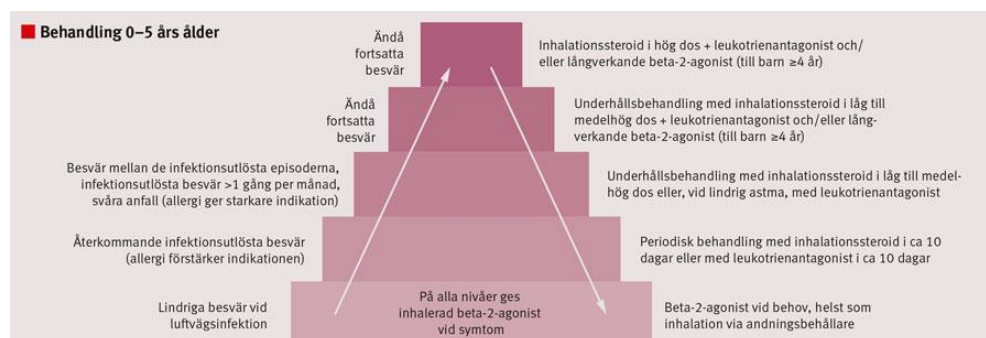 Behandling 0–5 års ålder
Ändå
fortsatta
besvär
Inhalationssteroid i hög dos + leukotrienantagonist och/
eller långverkande beta-2-agonist (till barn ≥4 år)
Ändå
fortsatta
besvär
Underhållsbehandling med inhalationssteroid i låg till
medelhög dos + leukotrienantagonist och/eller lång-
verkande beta-2-agonist (till barn ≥4 år)
Besvär mellan de infektionsutlösta episoderna,
infektionsutlösta besvär >1 gång per månad,
svåra anfall (allergi ger starkare indikation)
Underhållsbehandling med inhalationssteroid i låg till medel-
hög dos eller, vid lindrig astma, med leukotrienantagonist
Återkommande infektionsutlösta besvär
(allergi förstärker indikationen)
Periodisk behandling med inhalationssteroid i ca 10
dagar eller med leukotrienantagonist i ca 10 dagar
Lindriga besvär vid
luftvägsinfektion
På alla nivåer ges
inhalerad beta-2-agonist
vid symtom
Beta-2-agonist vid behov, helst som
inhalation via andningsbehållare